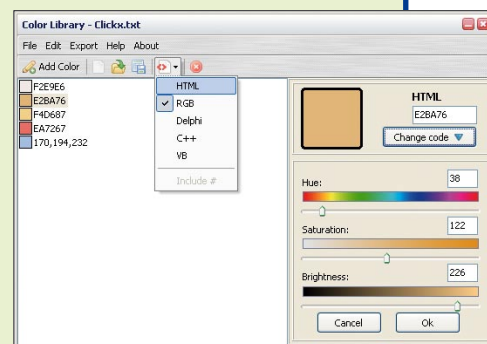 Color Library - Clickx.txt
File Edit Export Help About
Add Color
F2E9E6
E2BA76
F4D687
EA7267
170,194,232
HTML
RGB
Delphi
C++
VB
Include #
HTML
E2BA76
Change code
Hue:
38
Saturation:
122
Brightness:
226
Cancel
Ok